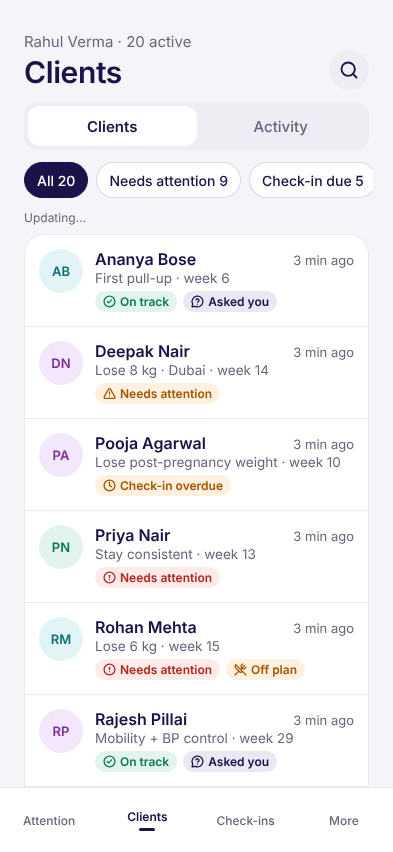 Rahul Verma · 20 active
Clients
Clients
Activity
All 20
Needs attention 9
Check-in due 5
Updating...
AB
Ananya Bose
3 min ago
First pull-up · week 6
On track
Asked you
DN
Deepak Nair
3 min ago
Lose 8 kg · Dubai · week 14
Needs attention
PA
Pooja Agarwal
3 min ago
Lose post-pregnancy weight · week 10
Check-in overdue
PN
Priya Nair
3 min ago
Stay consistent · week 13
Needs attention
RM
Rohan Mehta
3 min ago
Lose 6 kg · week 15
Needs attention
Off plan
RP
Rajesh Pillai
3 min ago
Mobility + BP control · week 29
On track
Asked you
Attention
Clients
Check-ins
More